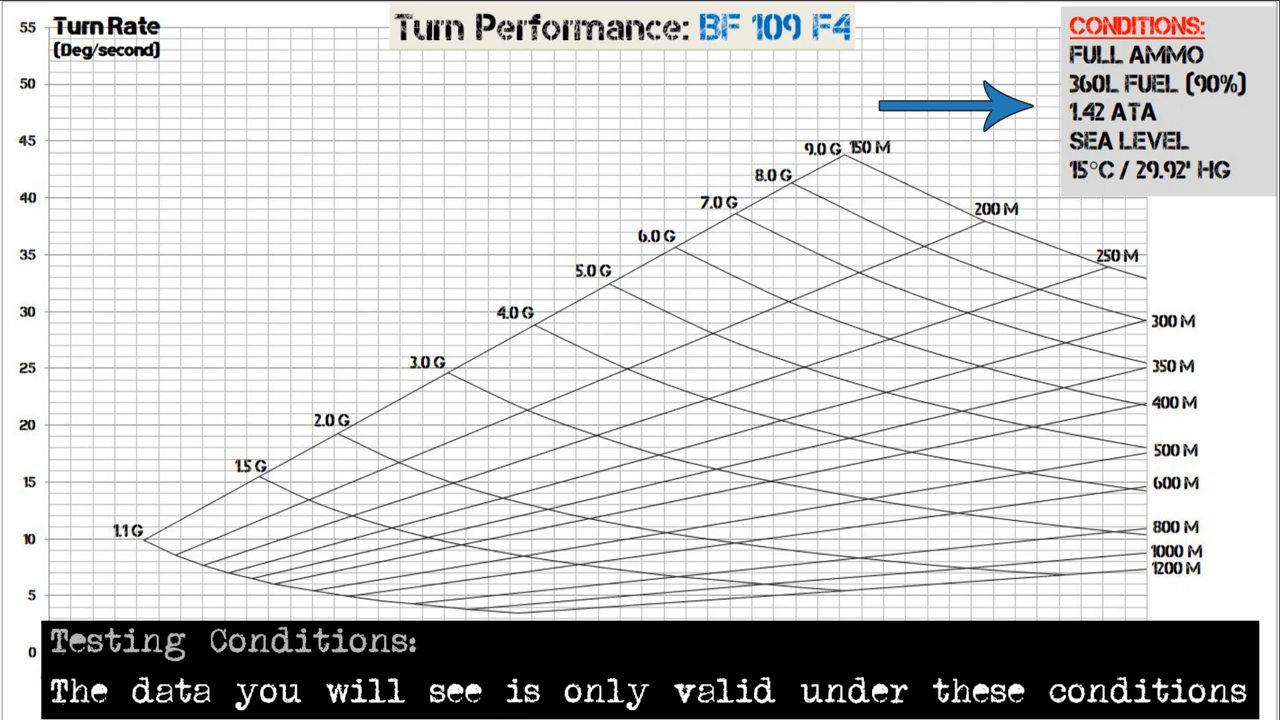 Turn Performance: BF 109 F4
Turn Rate
(Deg/second)
CONDITIONS:
FULL AMMO
360L FUEL (90%)
1.42 ATA
SEA LEVEL
15°C / 29.92' HG
55
50
45
40
35
30
25
20
15
10
5
0
9.0 G
150 M
8.0 G
7.0 G
200 M
6.0 G
250 M
5.0 G
4.0 G
300 M
3.0 G
350 M
400 M
2.0 G
500 M
1.5 G
600 M
1.1 G
800 M
1000 M
1200 M
Testing Conditions:
The data you will see is only valid under these conditions